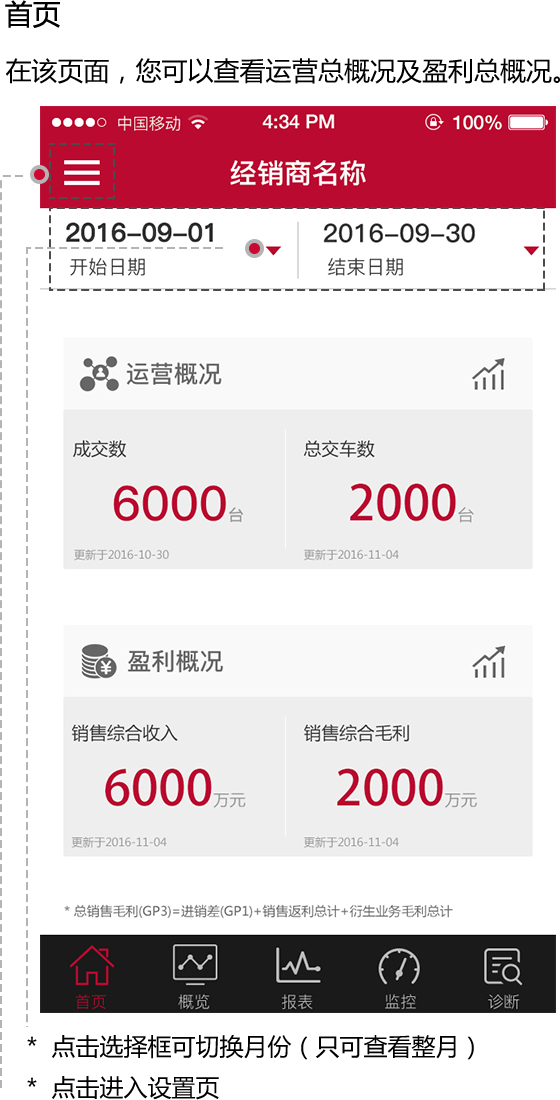 首页
在该页面，您可以查看运营总概况及盈利总概况。
中国移动 4:34 PM 100%
经销商名称
2016-09-01 2016-09-30
开始日期 结束日期
运营概况
成交数 总交车数
6000台 2000台
更新于2016-10-30 更新于2016-11-04
盈利概况
销售综合收入 销售综合毛利
6000万元 2000万元
更新于2016-11-04 更新于2016-11-04
* 总销售毛利(GP3)=进销差(GP1)+销售返利总计+衍生业务毛利总计
首页 概览 报表 监控 诊断
* 点击选择框可切换月份（只可查看整月）
* 点击进入设置页